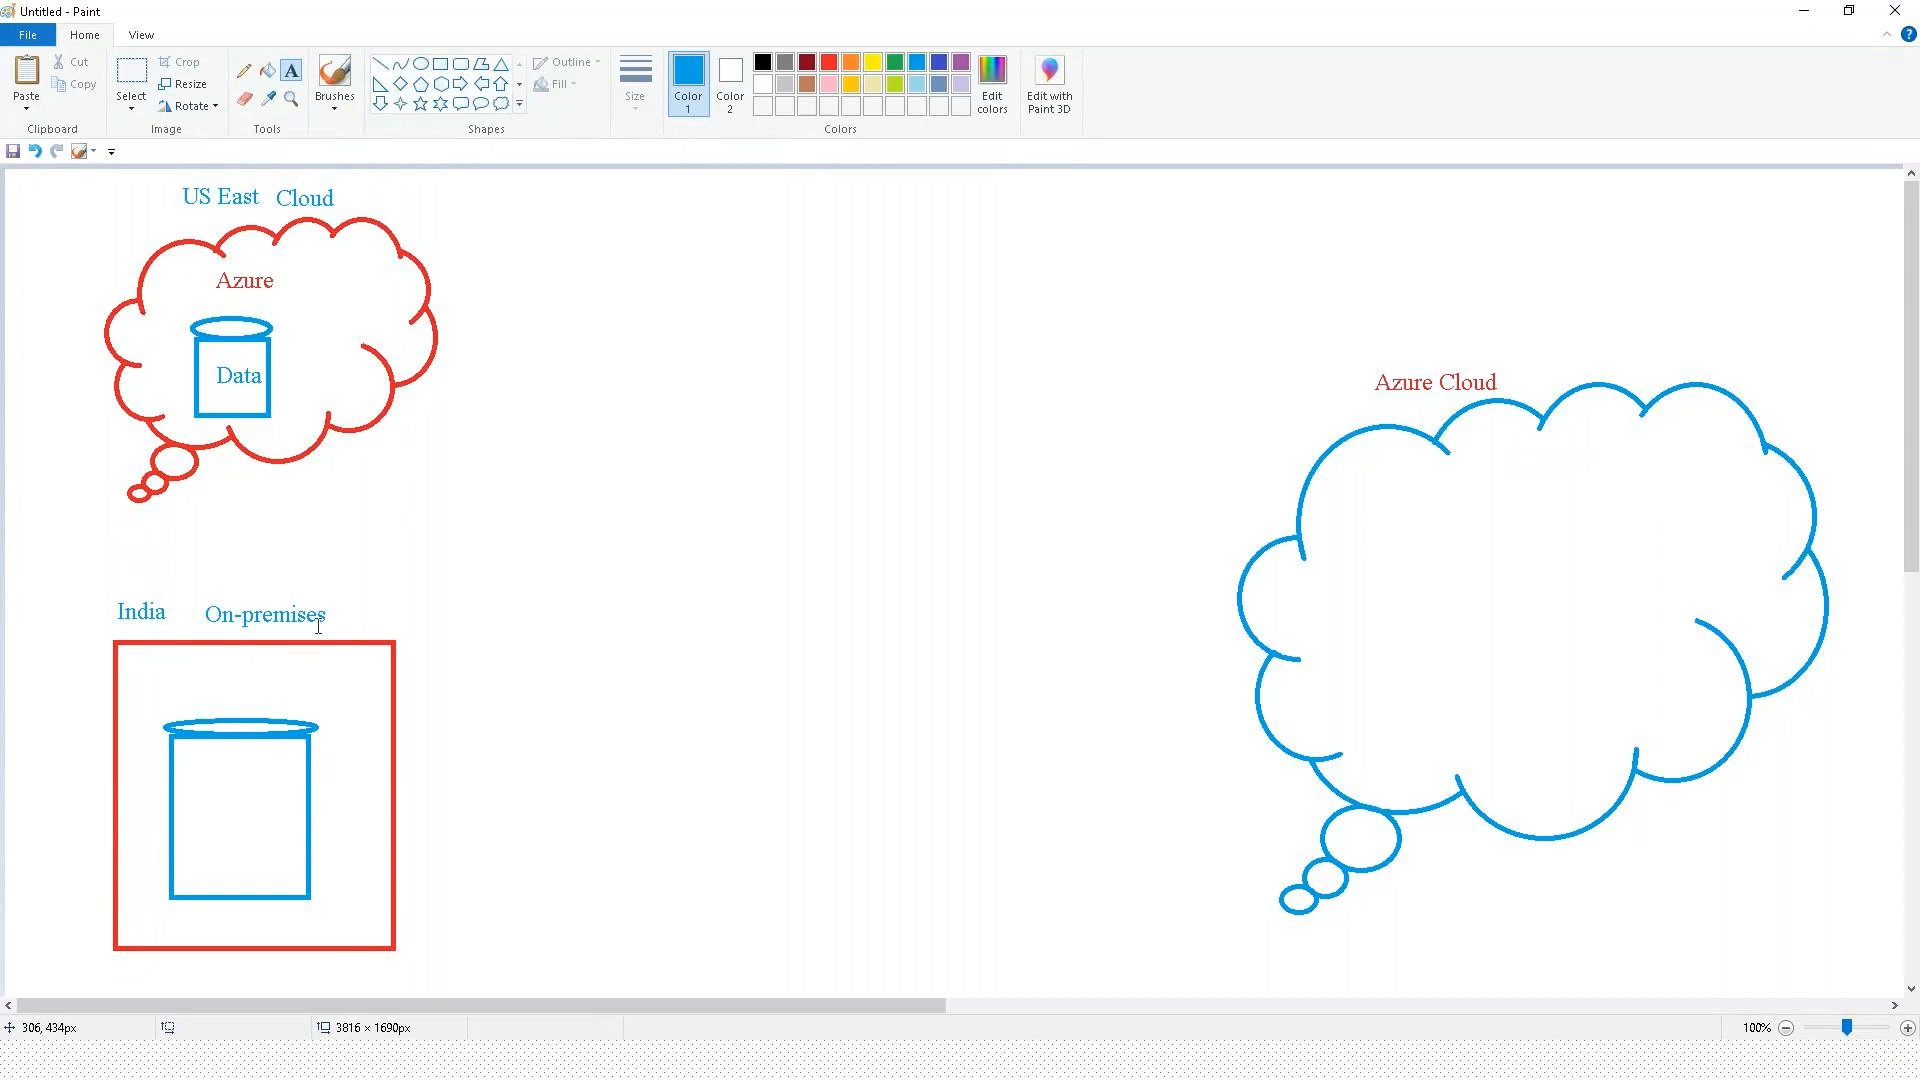 Untitled - Paint
File Home View
Paste
Cut
Copy
Clipboard
Select
Crop
Resize
Rotate
Image
A
Tools
Brushes
Shapes
Outline
Fill
Size
Color 1
Color 2
Colors
Edit colors
Edit with Paint 3D
?
US East Cloud
Azure
Data
Azure Cloud
India On-premises
306, 434px
3816 × 1690px
100%